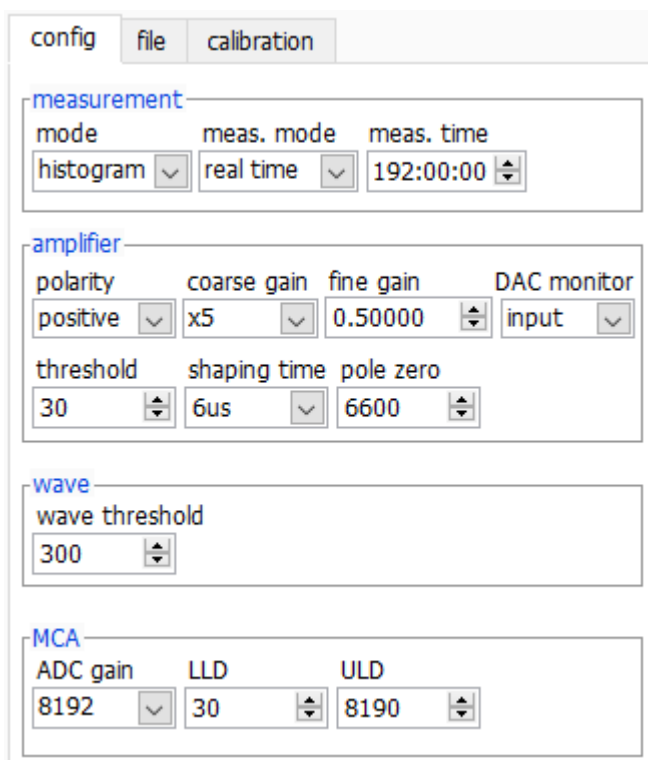 config file calibration
measurement
mode meas. mode meas. time
histogram real time 192:00:00
amplifier
polarity coarse gain fine gain DAC monitor
positive x5 0.50000 input
threshold shaping time pole zero
30 6us 6600
wave
wave threshold
300
MCA
ADC gain LLD ULD
8192 30 8190